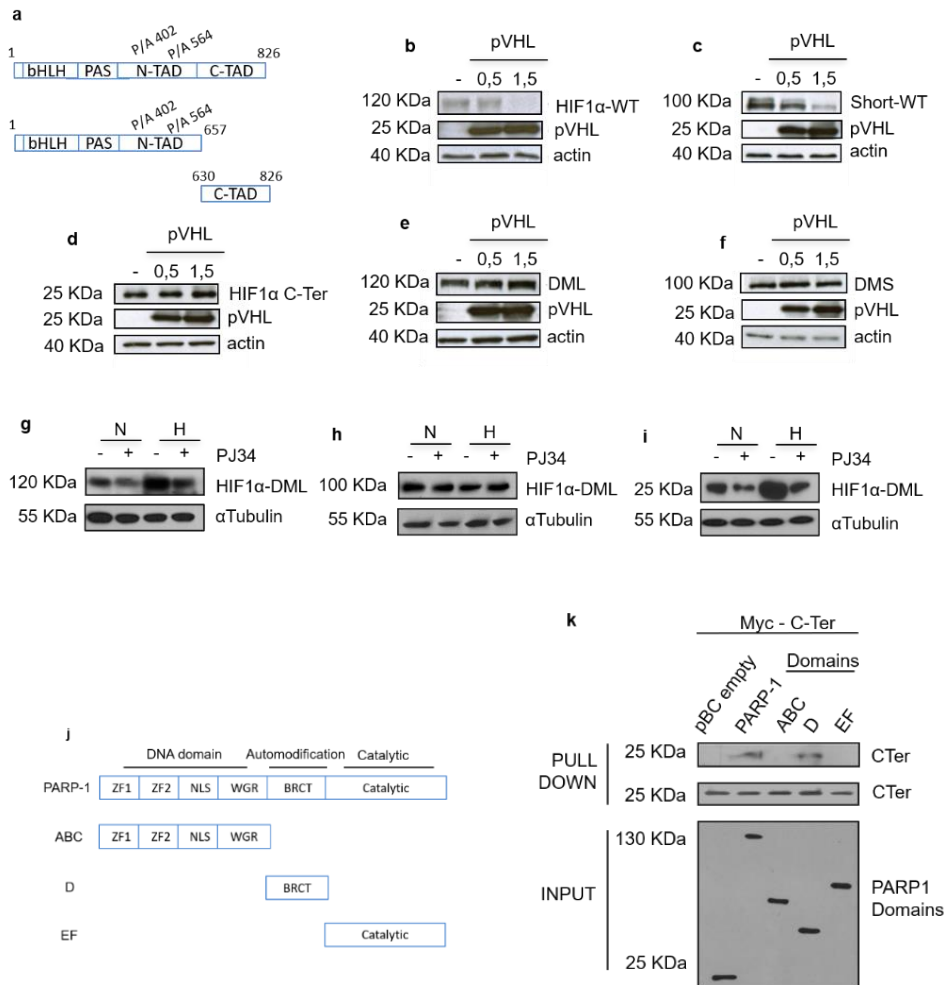 a
P/A 402
P/A 564
1 826
bHLH PAS N-TAD C-TAD
P/A 402
P/A 564
1 657
bHLH PAS N-TAD
630 826
C-TAD
b
pVHL
- 0,5 1,5
120 KDa HIF1α-WT
25 KDa pVHL
40 KDa actin
c
pVHL
- 0,5 1,5
100 KDa Short-WT
25 KDa pVHL
40 KDa actin
d
pVHL
- 0,5 1,5
25 KDa HIF1α C-Ter
25 KDa pVHL
40 KDa actin
e
pVHL
- 0,5 1,5
120 KDa DML
25 KDa pVHL
40 KDa actin
f
pVHL
- 0,5 1,5
100 KDa DMS
25 KDa pVHL
40 KDa actin
g
N H
- + - + PJ34
120 KDa HIF1α-DML
55 KDa αTubulin
h
N H
- + - + PJ34
100 KDa HIF1α-DML
55 KDa αTubulin
i
N H
- + - + PJ34
25 KDa HIF1α-DML
55 KDa αTubulin
j
DNA domain Automodification Catalytic
PARP-1 ZF1 ZF2 NLS WGR BRCT Catalytic
ABC ZF1 ZF2 NLS WGR
D BRCT
EF Catalytic
k
Myc - C-Ter
Domains
pBC empty PARP-1 ABC D EF
PULL DOWN
25 KDa CTer
25 KDa CTer
INPUT
130 KDa
25 KDa
PARP1
Domains